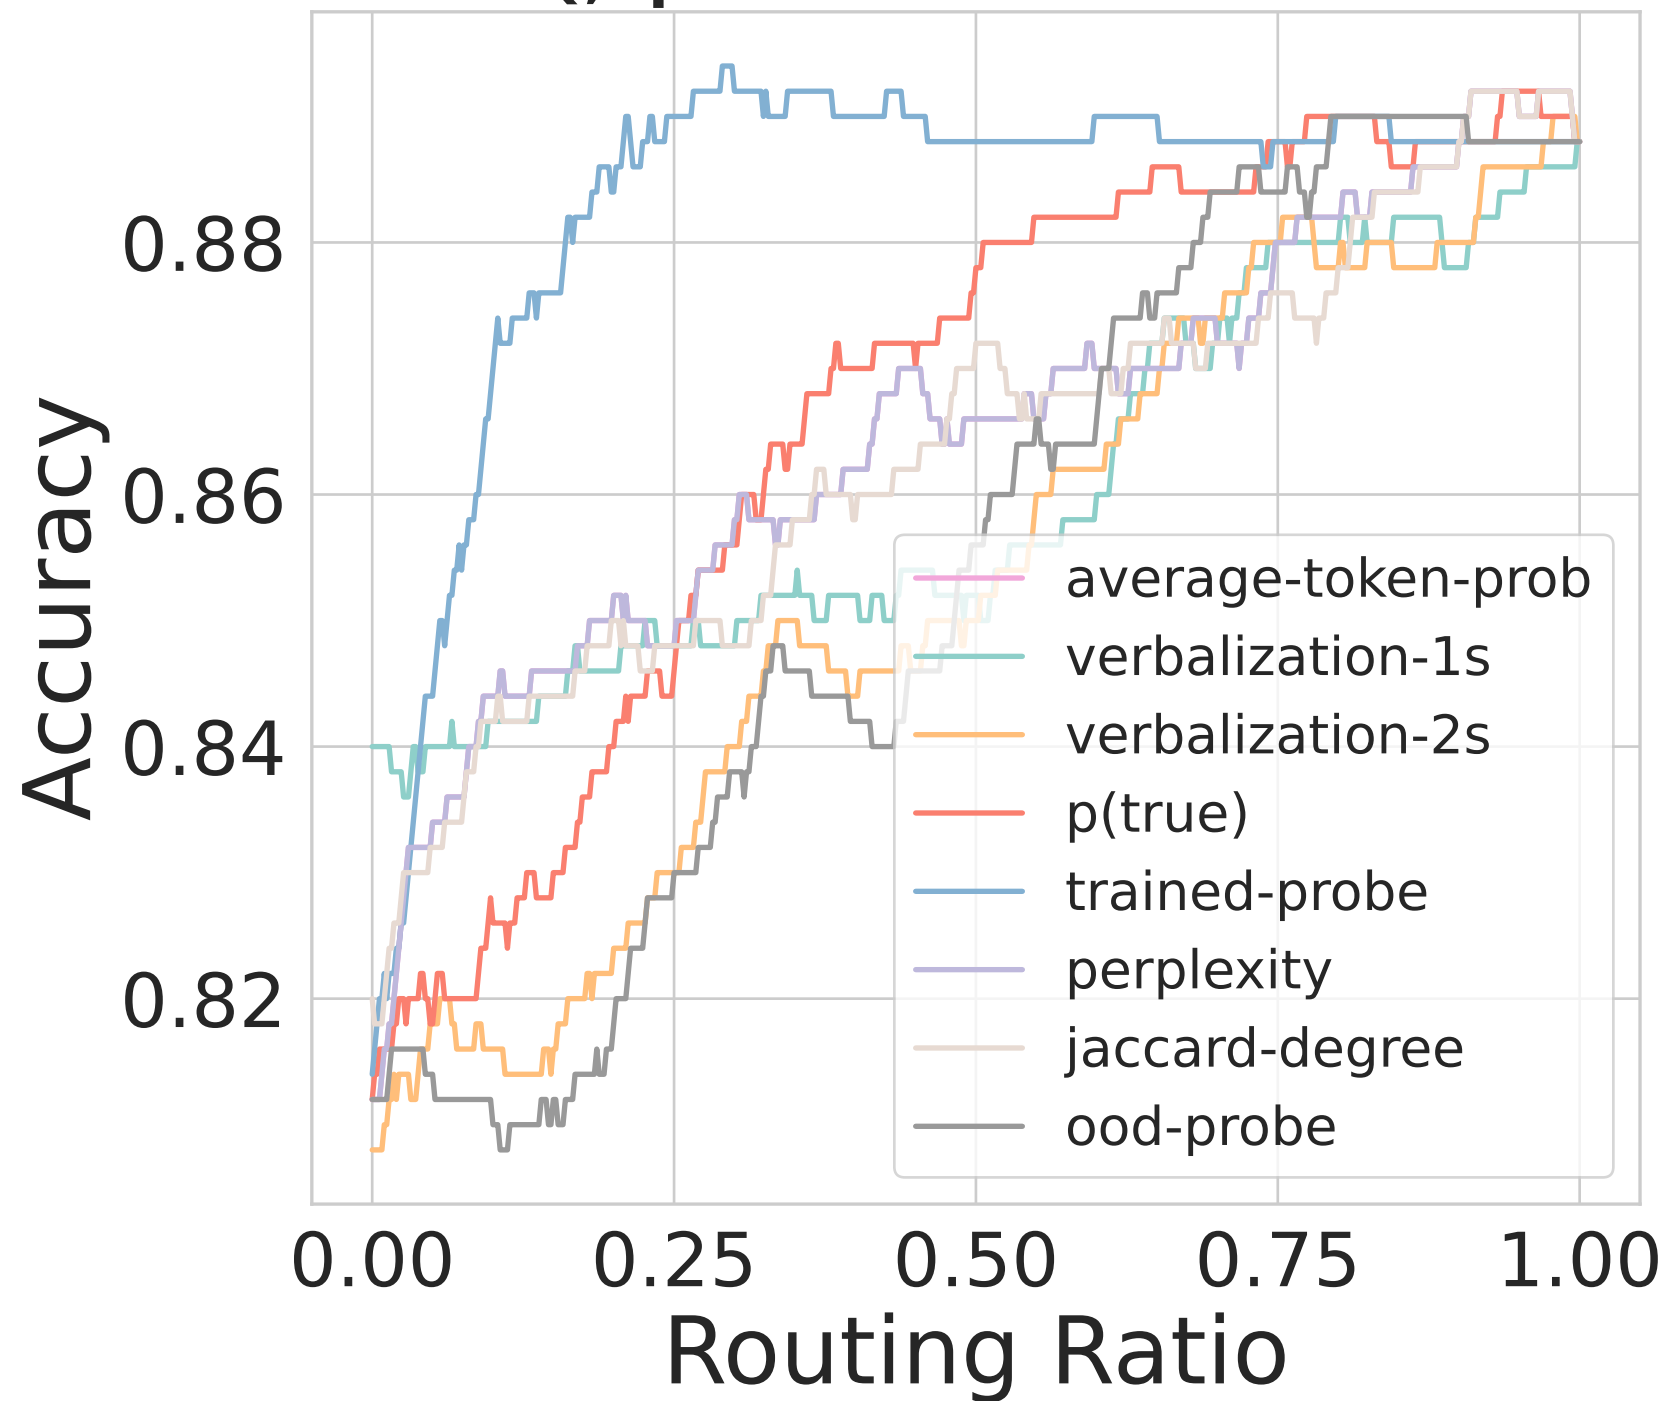 Accuracy
0.88
0.86
0.84
0.82
average-token-prob
verbalization-1s
verbalization-2s
p(true)
trained-probe
perplexity
jaccard-degree
ood-probe
0.00 0.25 0.50 0.75 1.00
Routing Ratio